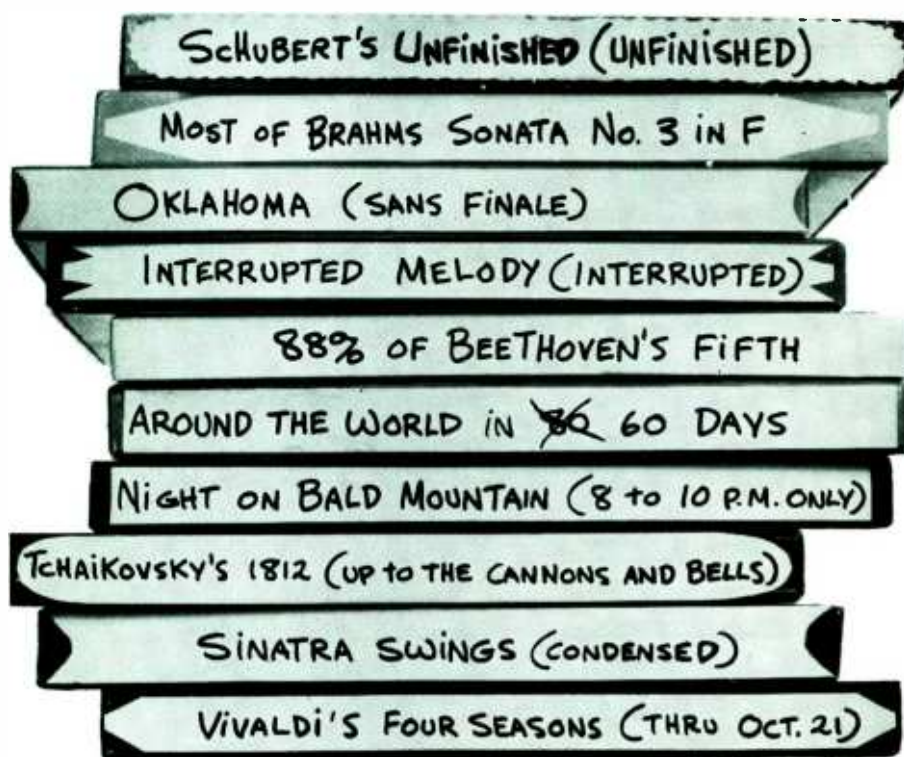 SCHUBERT'S UNFINISHED (UNFINISHED)
MOST OF BRAHMS SONATA NO. 3 IN F
OKLAHOMA (SANS FINALE)
INTERRUPTED MELODY (INTERRUPTED)
88% OF BEETHOVEN'S FIFTH
AROUND THE WORLD IN 80 60 DAYS
NIGHT ON BALD MOUNTAIN (8 TO 10 P.M. ONLY)
TCHAIKOVSKY'S 1812 (UP TO THE CANNONS AND BELLS)
SINATRA SWINGS (CONDENSED)
VIVALDI'S FOUR SEASONS (THRU OCT. 21)